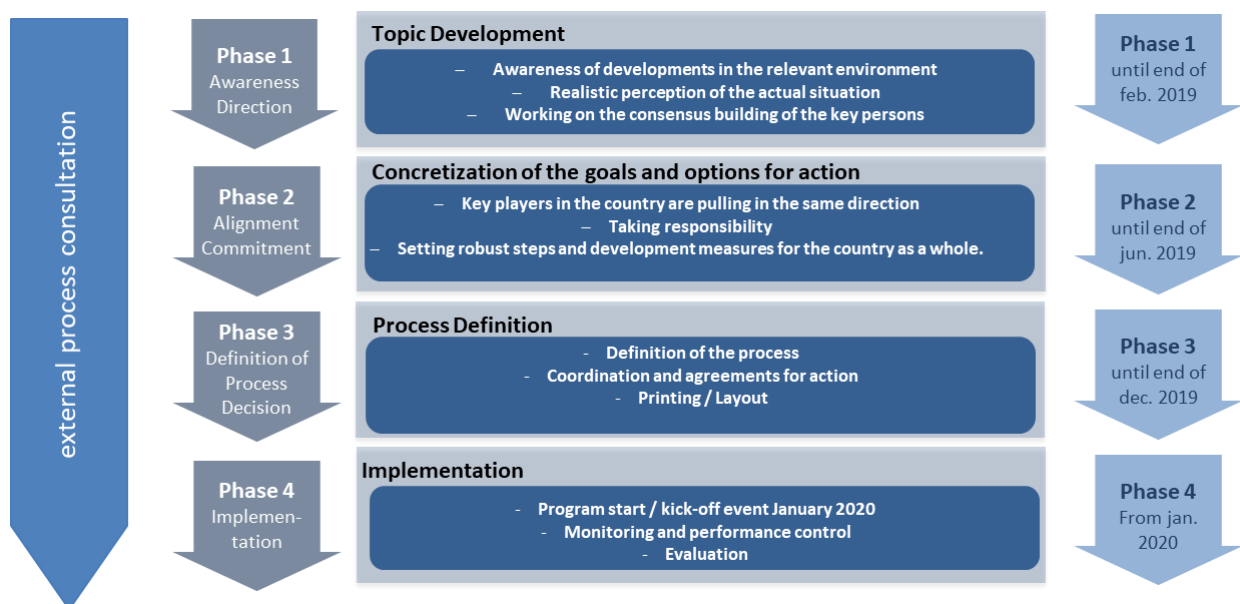 external process consultation
Phase 1
Awareness
Direction
Topic Development
– Awareness of developments in the relevant environment
– Realistic perception of the actual situation
– Working on the consensus building of the key persons
Phase 1
until end of
feb. 2019
Phase 2
Alignment
Commitment
Concretization of the goals and options for action
– Key players in the country are pulling in the same direction
– Taking responsibility
– Setting robust steps and development measures for the country as a whole.
Phase 2
until end of
jun. 2019
Phase 3
Definition of
Process
Decision
Process Definition
- Definition of the process
- Coordination and agreements for action
- Printing / Layout
Phase 3
until end of
dec. 2019
Phase 4
Implemen-
tation
Implementation
- Program start / kick-off event January 2020
- Monitoring and performance control
- Evaluation
Phase 4
From jan.
2020